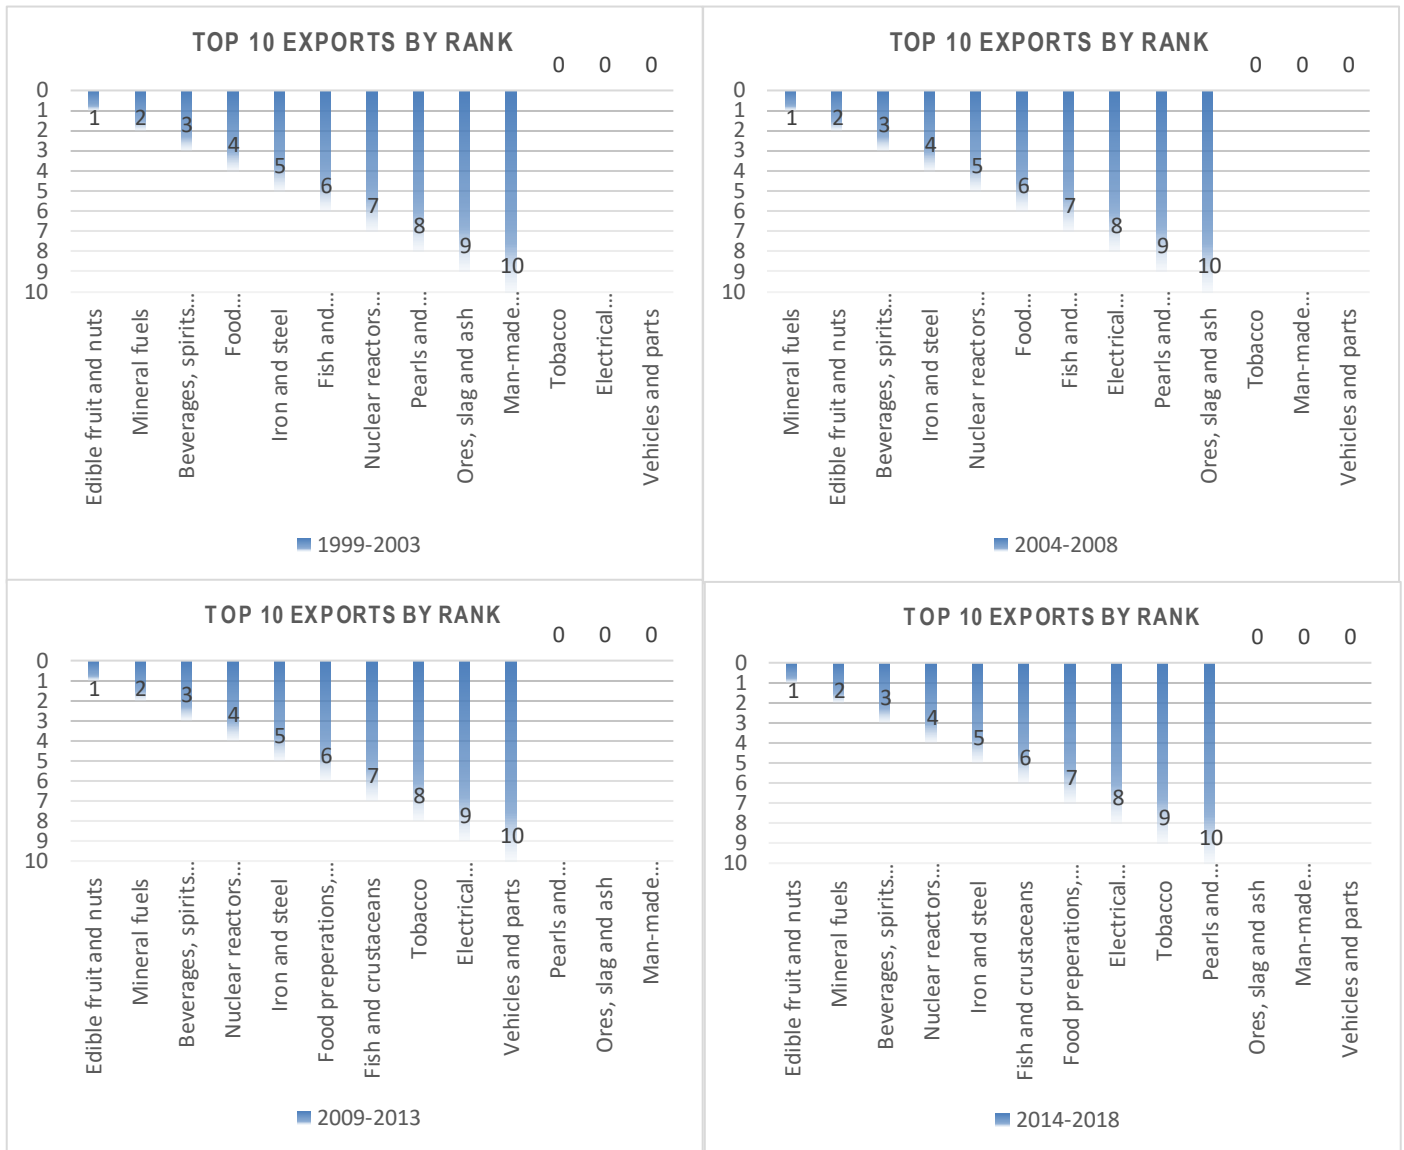 TOP 10 EXPORTS BY RANK
0 0 0
0
1
2
3
4
5
6
7
8
9
10
1 2 3 4 5 6 7 8 9 10
Edible fruit and nuts
Mineral fuels
Beverages, spirits…
Food…
Iron and steel
Fish and…
Nuclear reactors…
Pearls and…
Ores, slag and ash
Man-made…
Tobacco
Electrical…
Vehicles and parts
1999-2003
TOP 10 EXPORTS BY RANK
0 0 0
0
1
2
3
4
5
6
7
8
9
10
1 2 3 4 5 6 7 8 9 10
Mineral fuels
Edible fruit and nuts
Beverages, spirits…
Iron and steel
Nuclear reactors…
Food…
Fish and…
Electrical…
Pearls and…
Ores, slag and ash
Tobacco
Man-made…
Vehicles and parts
2004-2008
TOP 10 EXPORTS BY RANK
0 0 0
0
1
2
3
4
5
6
7
8
9
10
1 2 3 4 5 6 7 8 9 10
Edible fruit and nuts
Mineral fuels
Beverages, spirits…
Nuclear reactors…
Iron and steel
Food preperations,…
Fish and crustaceans
Tobacco
Electrical…
Vehicles and parts
Pearls and…
Ores, slag and ash
Man-made…
2009-2013
TOP 10 EXPORTS BY RANK
0 0 0
0
1
2
3
4
5
6
7
8
9
10
1 2 3 4 5 6 7 8 9 10
Edible fruit and nuts
Mineral fuels
Beverages, spirits…
Nuclear reactors…
Iron and steel
Fish and crustaceans
Food preperations,…
Electrical…
Tobacco
Pearls and…
Ores, slag and ash
Man-made…
Vehicles and parts
2014-2018